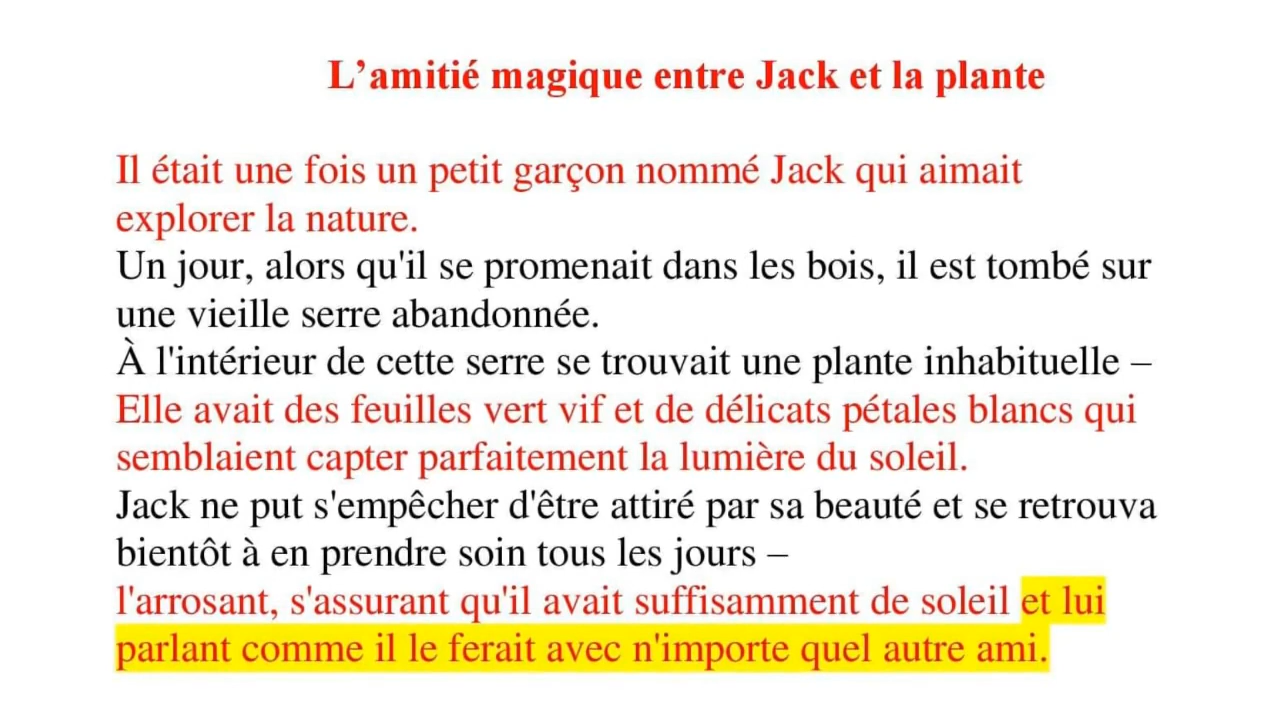 L’amitié magique entre Jack et la plante
Il était une fois un petit garçon nommé Jack qui aimait
explorer la nature.
Un jour, alors qu'il se promenait dans les bois, il est tombé sur
une vieille serre abandonnée.
À l'intérieur de cette serre se trouvait une plante inhabituelle –
Elle avait des feuilles vert vif et de délicats pétales blancs qui
semblaient capter parfaitement la lumière du soleil.
Jack ne put s'empêcher d'être attiré par sa beauté et se retrouva
bientôt à en prendre soin tous les jours –
l'arrosant, s'assurant qu'il avait suffisamment de soleil et lui
parlant comme il le ferait avec n'importe quel autre ami.